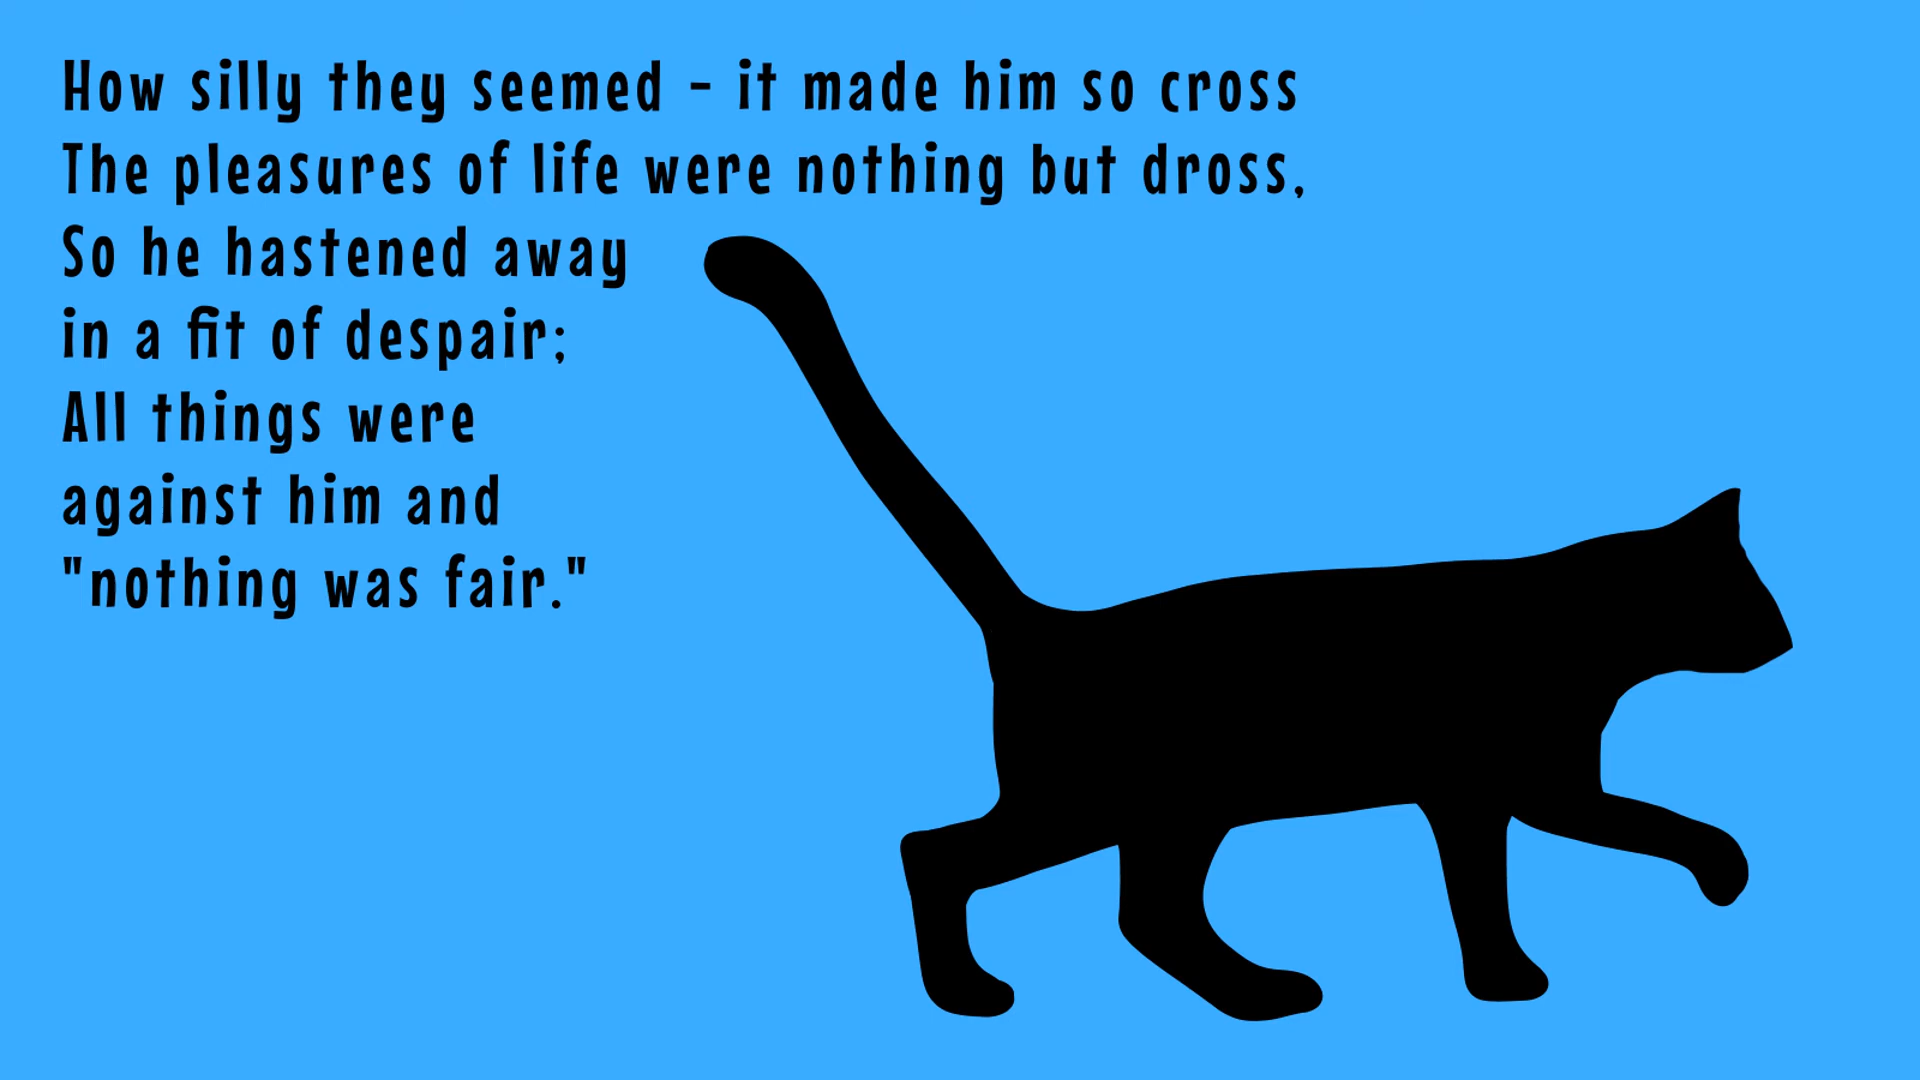 How silly they seemed - it made him so cross
The pleasures of life were nothing but dross,
So he hastened away
in a fit of despair;
All things were
against him and
"nothing was fair."